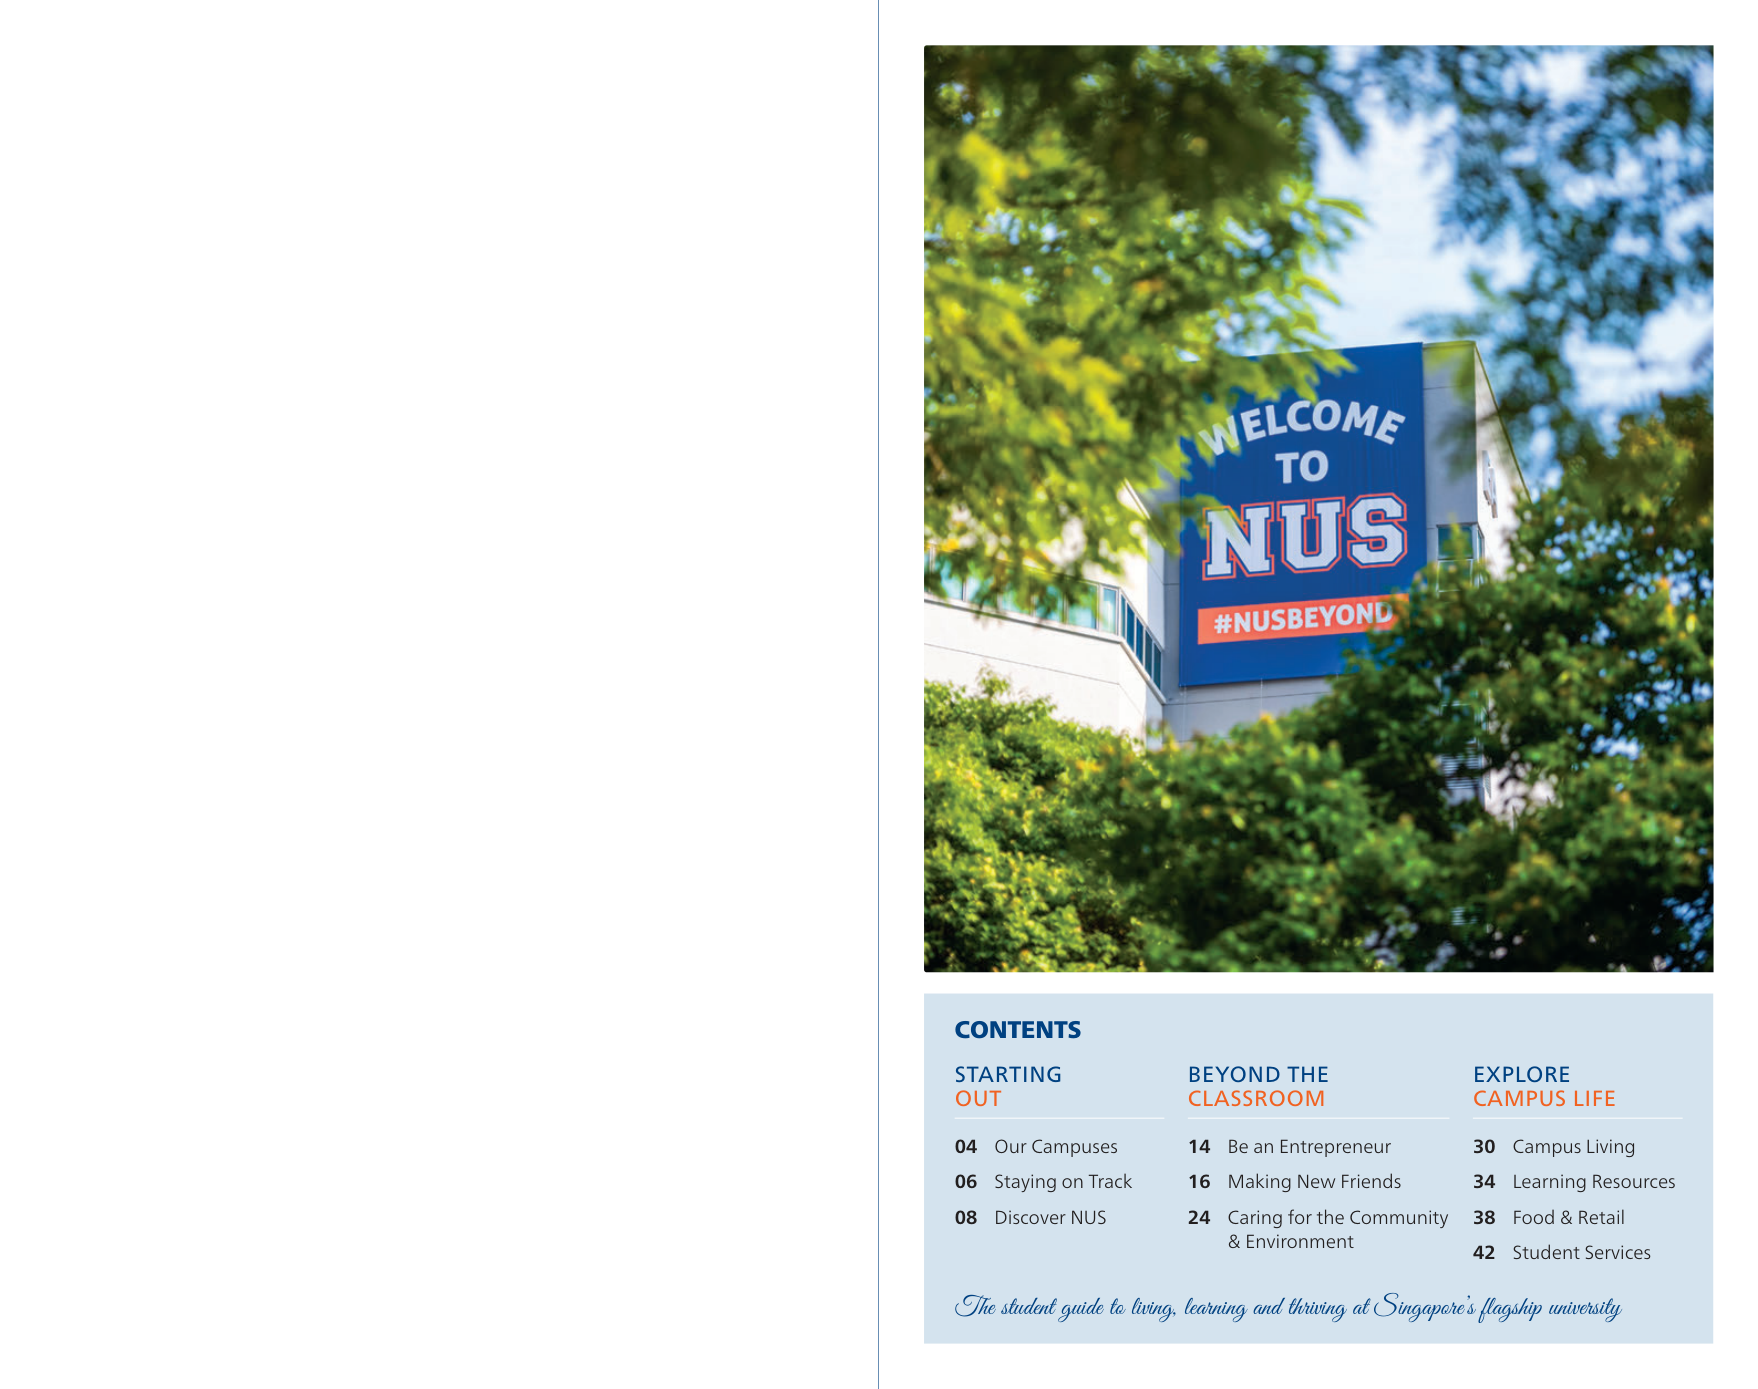 WELCOME
TO
NUS
#NUSBEYOND
CONTENTS
STARTING
OUT
04 Our Campuses
06 Staying on Track
08 Discover NUS
BEYOND THE
CLASSROOM
14 Be an Entrepreneur
16 Making New Friends
24 Caring for the Community
& Environment
EXPLORE
CAMPUS LIFE
30 Campus Living
34 Learning Resources
38 Food & Retail
42 Student Services
The student guide to living, learning and thriving at Singapore's flagship university